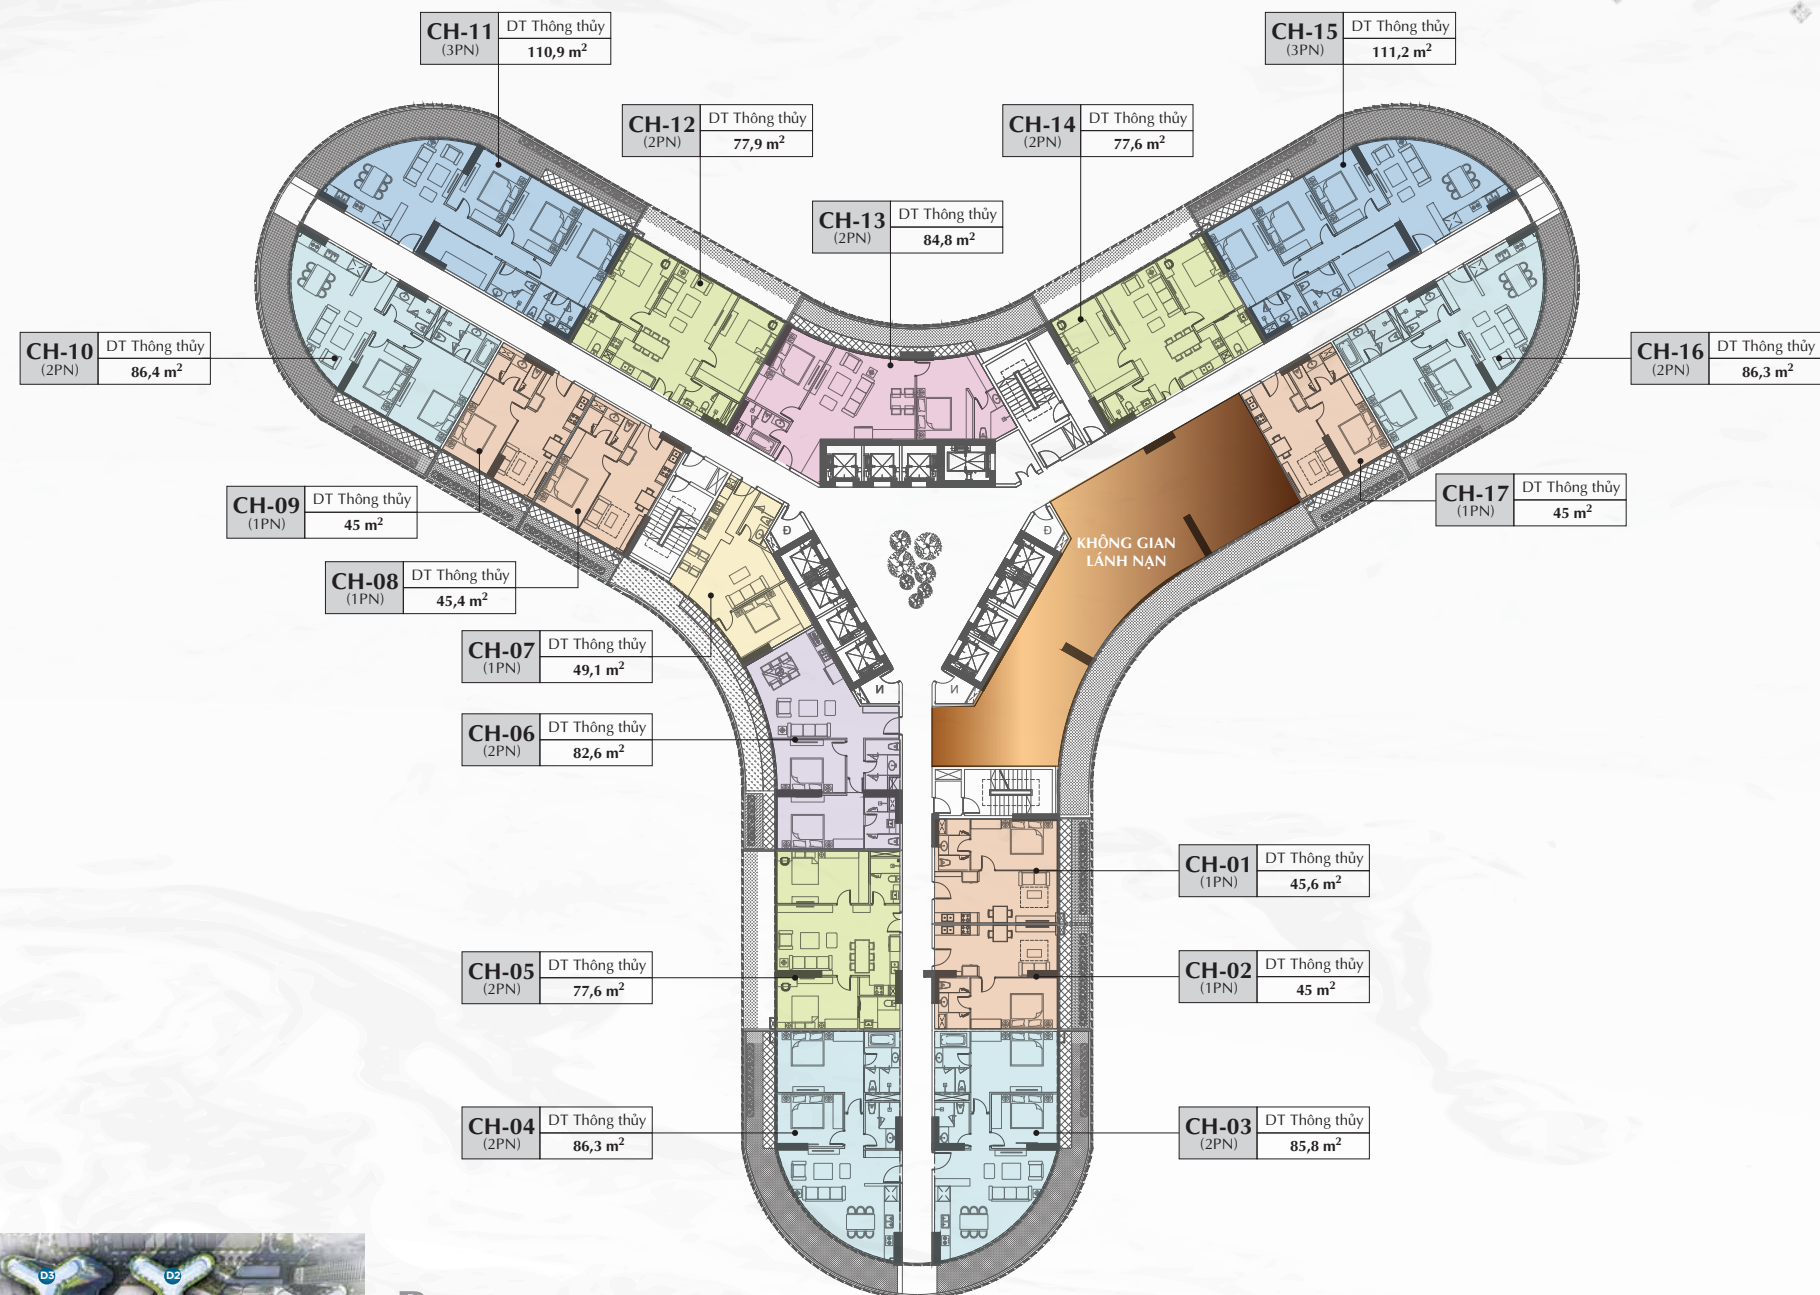 CH-11
(3PN)
DT Thông thủy
110,9 m²
CH-15
(3PN)
DT Thông thủy
111,2 m²
CH-12
(2PN)
DT Thông thủy
77,9 m²
CH-14
(2PN)
DT Thông thủy
77,6 m²
CH-13
(2PN)
DT Thông thủy
84,8 m²
CH-10
(2PN)
DT Thông thủy
86,4 m²
CH-16
(2PN)
DT Thông thủy
86,3 m²
CH-09
(1PN)
DT Thông thủy
45 m²
CH-17
(1PN)
DT Thông thủy
45 m²
Đ
Đ
KHÔNG GIAN
LÁNH NẠN
CH-08
(1PN)
DT Thông thủy
45,4 m²
CH-07
(1PN)
DT Thông thủy
49,1 m²
N
N
CH-06
(2PN)
DT Thông thủy
82,6 m²
CH-01
(1PN)
DT Thông thủy
45,6 m²
CH-05
(2PN)
DT Thông thủy
77,6 m²
CH-02
(1PN)
DT Thông thủy
45 m²
CH-04
(2PN)
DT Thông thủy
86,3 m²
CH-03
(2PN)
DT Thông thủy
85,8 m²
D3
D2